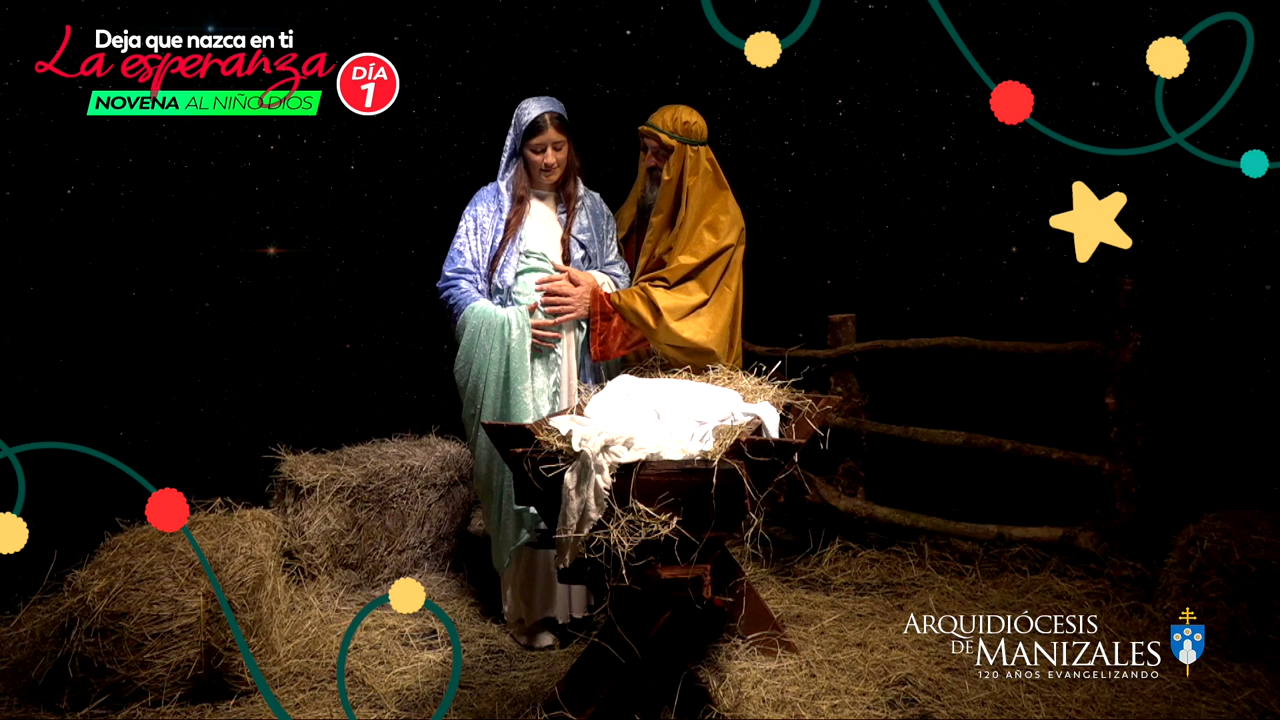 Deja que nazca en ti
La esperanza
NOVENA AL NIÑO DIOS
DÍA
1
ARQUIDIÓCESIS
DE MANIZALES
120 AÑOS EVANGELIZANDO